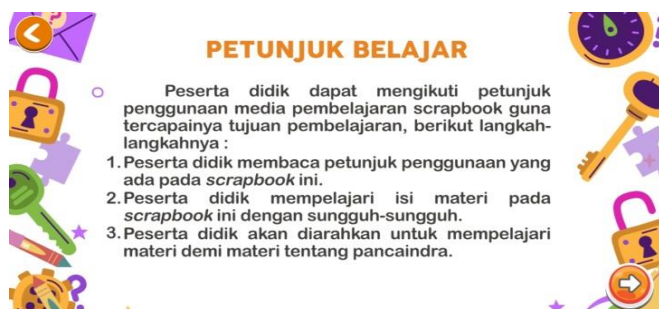 PETUNJUK BELAJAR
Peserta didik dapat mengikuti petunjuk
penggunaan media pembelajaran scrapbook guna
tercapainya tujuan pembelajaran, berikut langkah-
langkahnya :
1. Peserta didik membaca petunjuk penggunaan yang
ada pada scrapbook ini.
2. Peserta didik mempelajari isi materi pada
scrapbook ini dengan sungguh-sungguh.
3. Peserta didik akan diarahkan untuk mempelajari
materi demi materi tentang pancaindra.